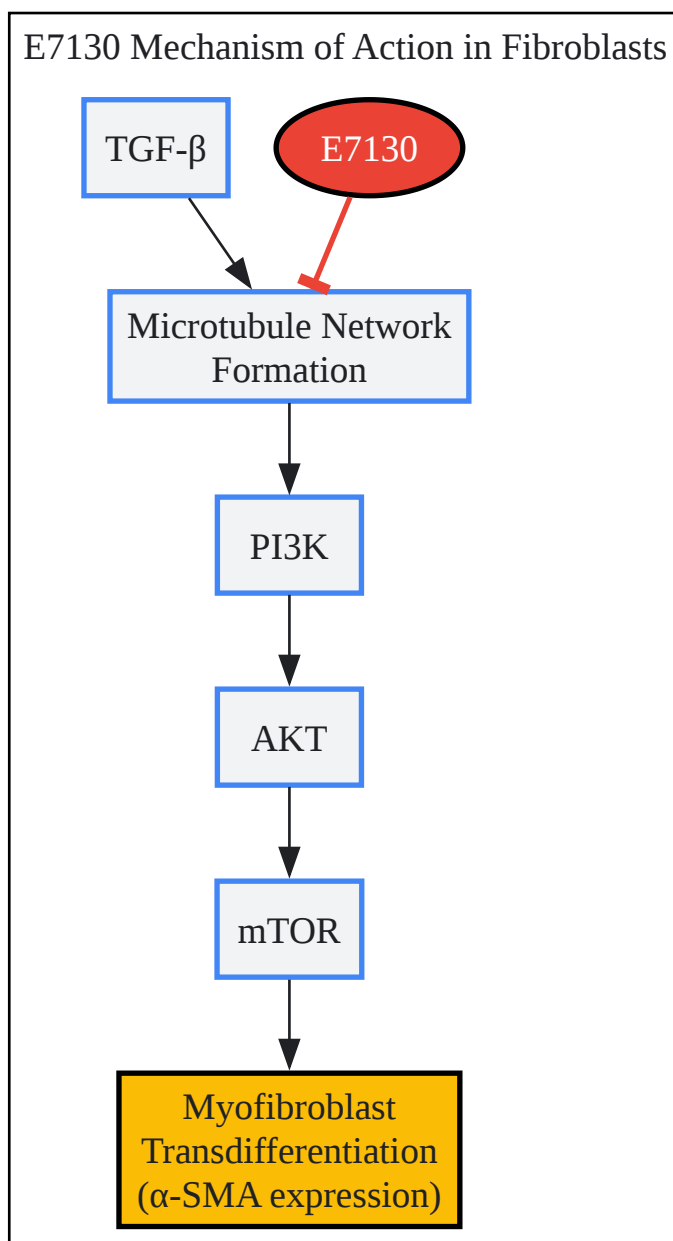 E7130 Mechanism of Action in Fibroblasts
TGF-β
E7130
Microtubule Network
Formation
PI3K
AKT
mTOR
Myofibroblast
Transdifferentiation
(α-SMA expression)